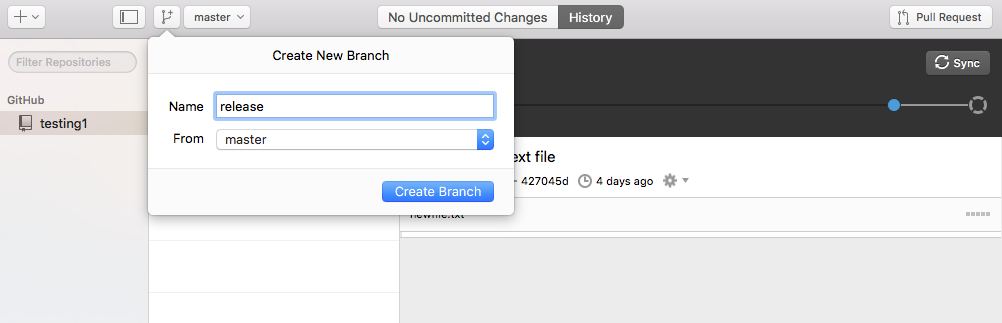 master
No Uncommitted Changes
History
Pull Request
Filter Repositories
Create New Branch
Sync
GitHub
testing1
Name
release
From
master
Create Branch
ext file
427045d
4 days ago
newfile.txt